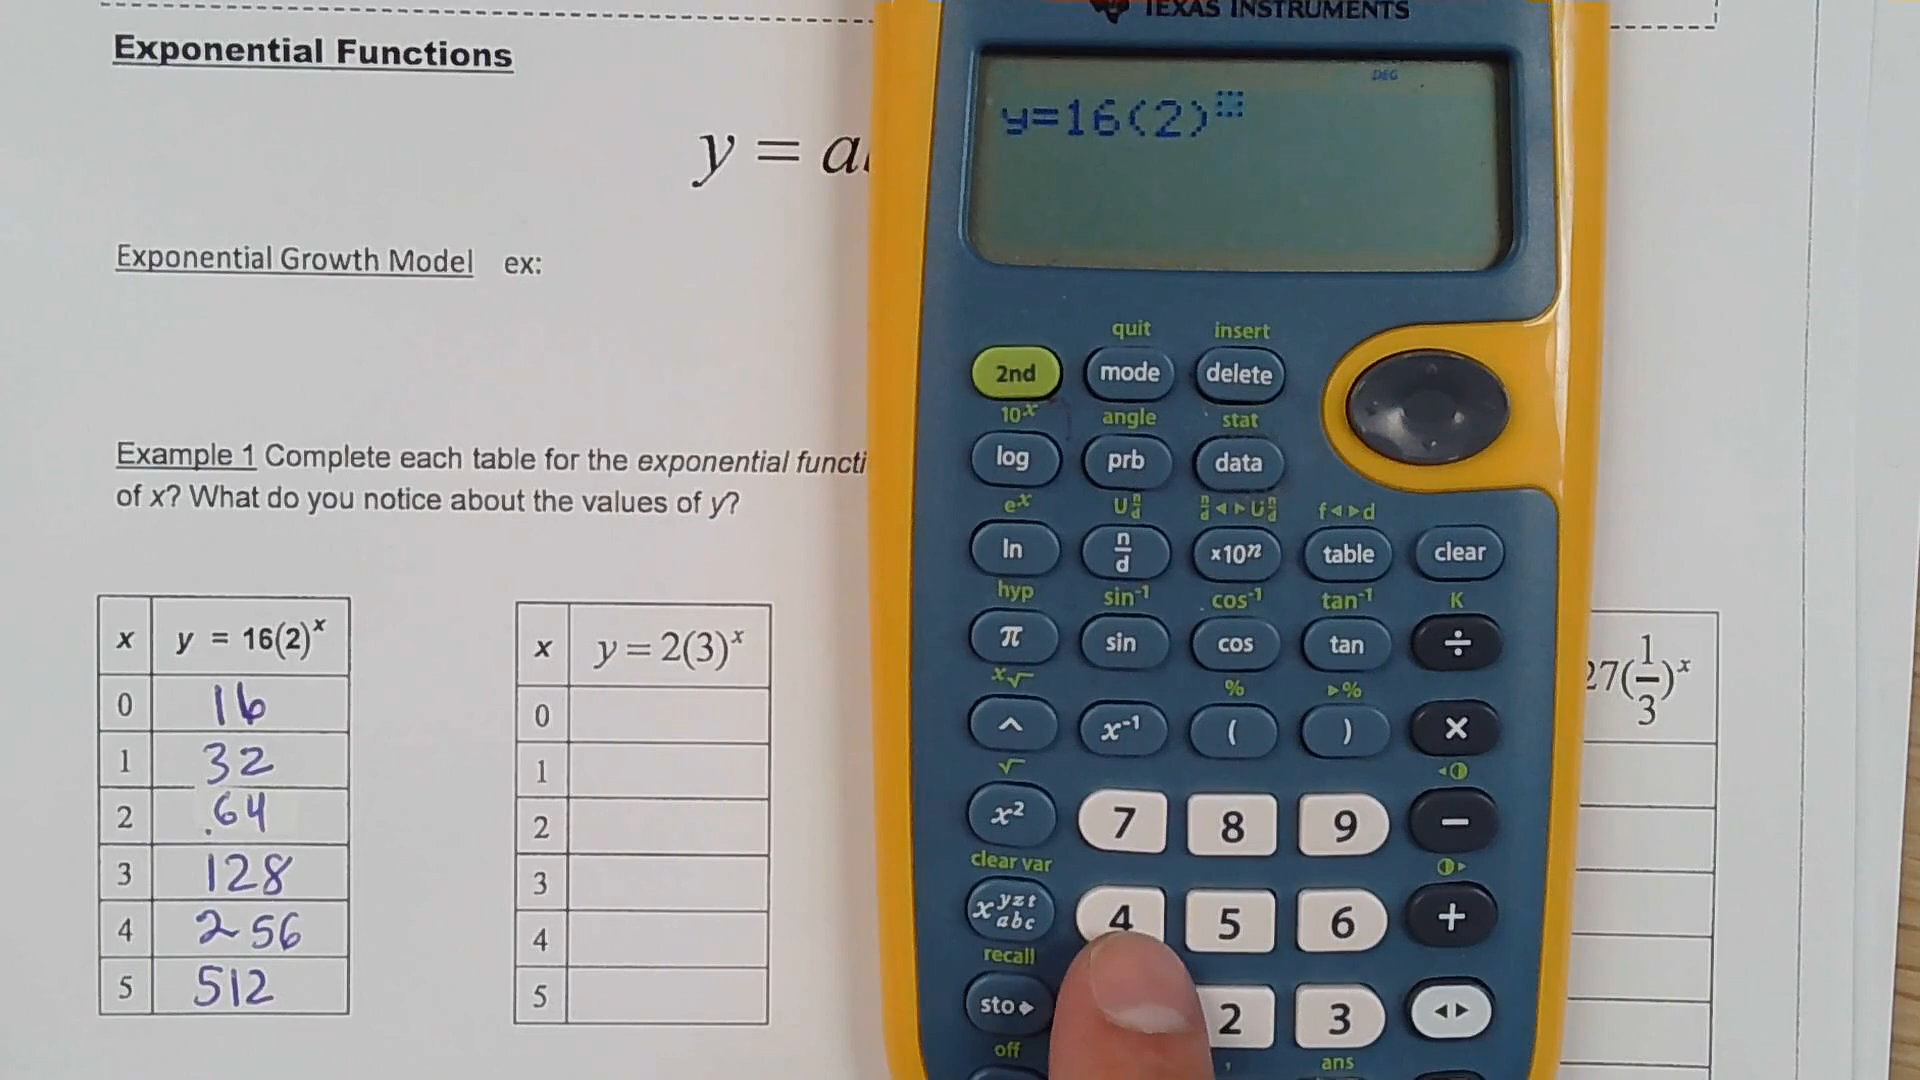 TEXAS INSTRUMENTS
DEG
y=16(2)
Exponential Functions
y = a
Exponential Growth Model ex:
Example 1 Complete each table for the exponential functi
of x? What do you notice about the values of y?
x y = 16(2)^x
0 16
1 32
2 .64
3 128
4 256
5 512
x y = 2(3)^x
0
1
2
3
4
5
27(1/3)^x
quit insert
2nd mode delete
10^x angle stat
log prb data
e^x U n/d n/d ◂▸ U n/d f◂▸d
ln n/d ×10^n table clear
hyp sin⁻¹ cos⁻¹ tan⁻¹ K
π sin cos tan ÷
x√ % ▸%
^ x⁻¹ ( ) ×
√
x² 7 8 9 −
clear var
x yzt abc 4 5 6 +
recall
sto▸ 2 3 ◂▸
off , ans